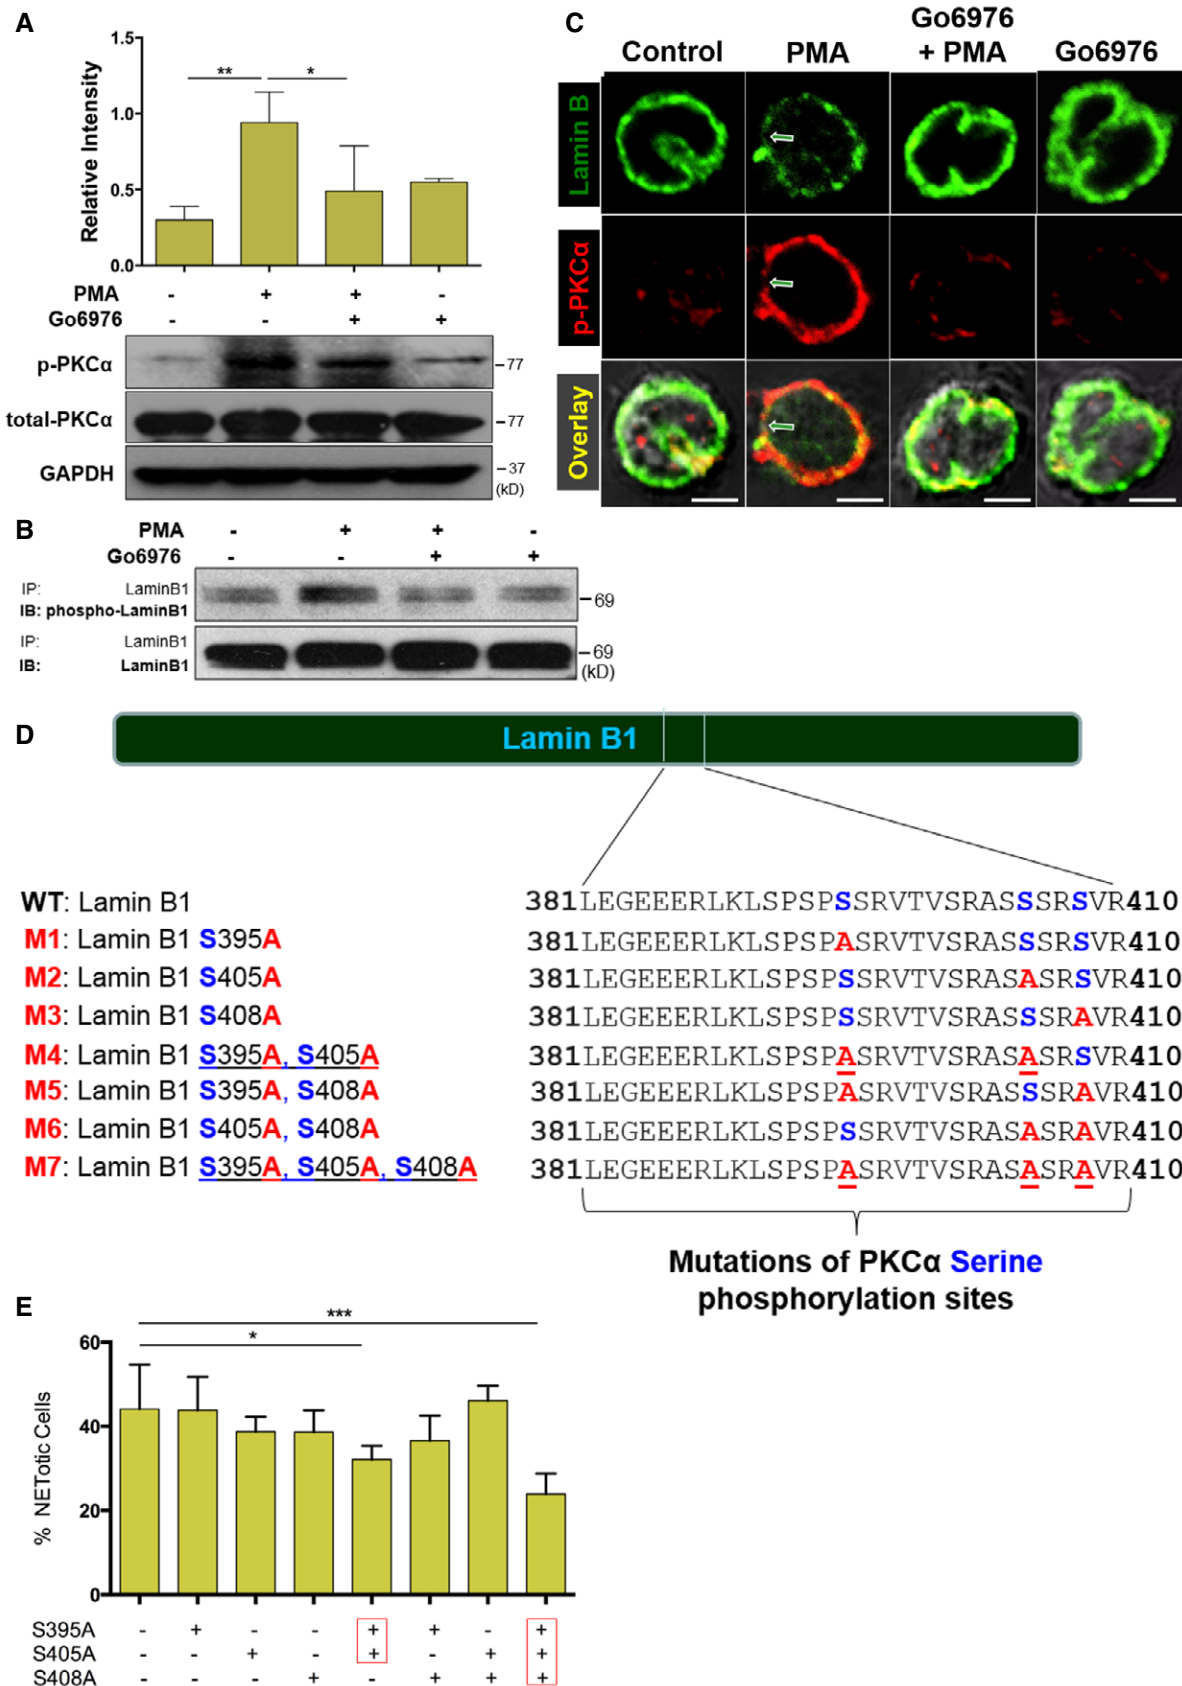 A
1.5
1.0
0.5
0.0
Relative Intensity
** *
PMA - + + -
Go6976 - - + +
p-PKCα -77
total-PKCα -77
GAPDH -37
(kD)
B
PMA - + + -
Go6976 - - + +
IP: LaminB1
IB: phospho-LaminB1 -69
IP: LaminB1
IB: LaminB1 -69
(kD)
C
Control PMA Go6976 + PMA Go6976
Lamin B
p-PKCα
Overlay
D
Lamin B1
WT: Lamin B1 381LEGEEERLKLSPSPSSRVTVSRASSSRSVR410
M1: Lamin B1 S395A 381LEGEEERLKLSPSPASRVTVSRASSSRSVR410
M2: Lamin B1 S405A 381LEGEEERLKLSPSPSSRVTVSRASASRSVR410
M3: Lamin B1 S408A 381LEGEEERLKLSPSPSSRVTVSRASSSRAVR410
M4: Lamin B1 S395A, S405A 381LEGEEERLKLSPSPASRVTVSRASASRSVR410
M5: Lamin B1 S395A, S408A 381LEGEEERLKLSPSPASRVTVSRASSSRAVR410
M6: Lamin B1 S405A, S408A 381LEGEEERLKLSPSPSSRVTVSRASASRAVR410
M7: Lamin B1 S395A, S405A, S408A 381LEGEEERLKLSPSPASRVTVSRASASRAVR410
Mutations of PKCα Serine
phosphorylation sites
E
***
*
60
40
20
0
% NETotic Cells
S395A - + - - + + - +
S405A - - + - + - + +
S408A - - - + - + + +